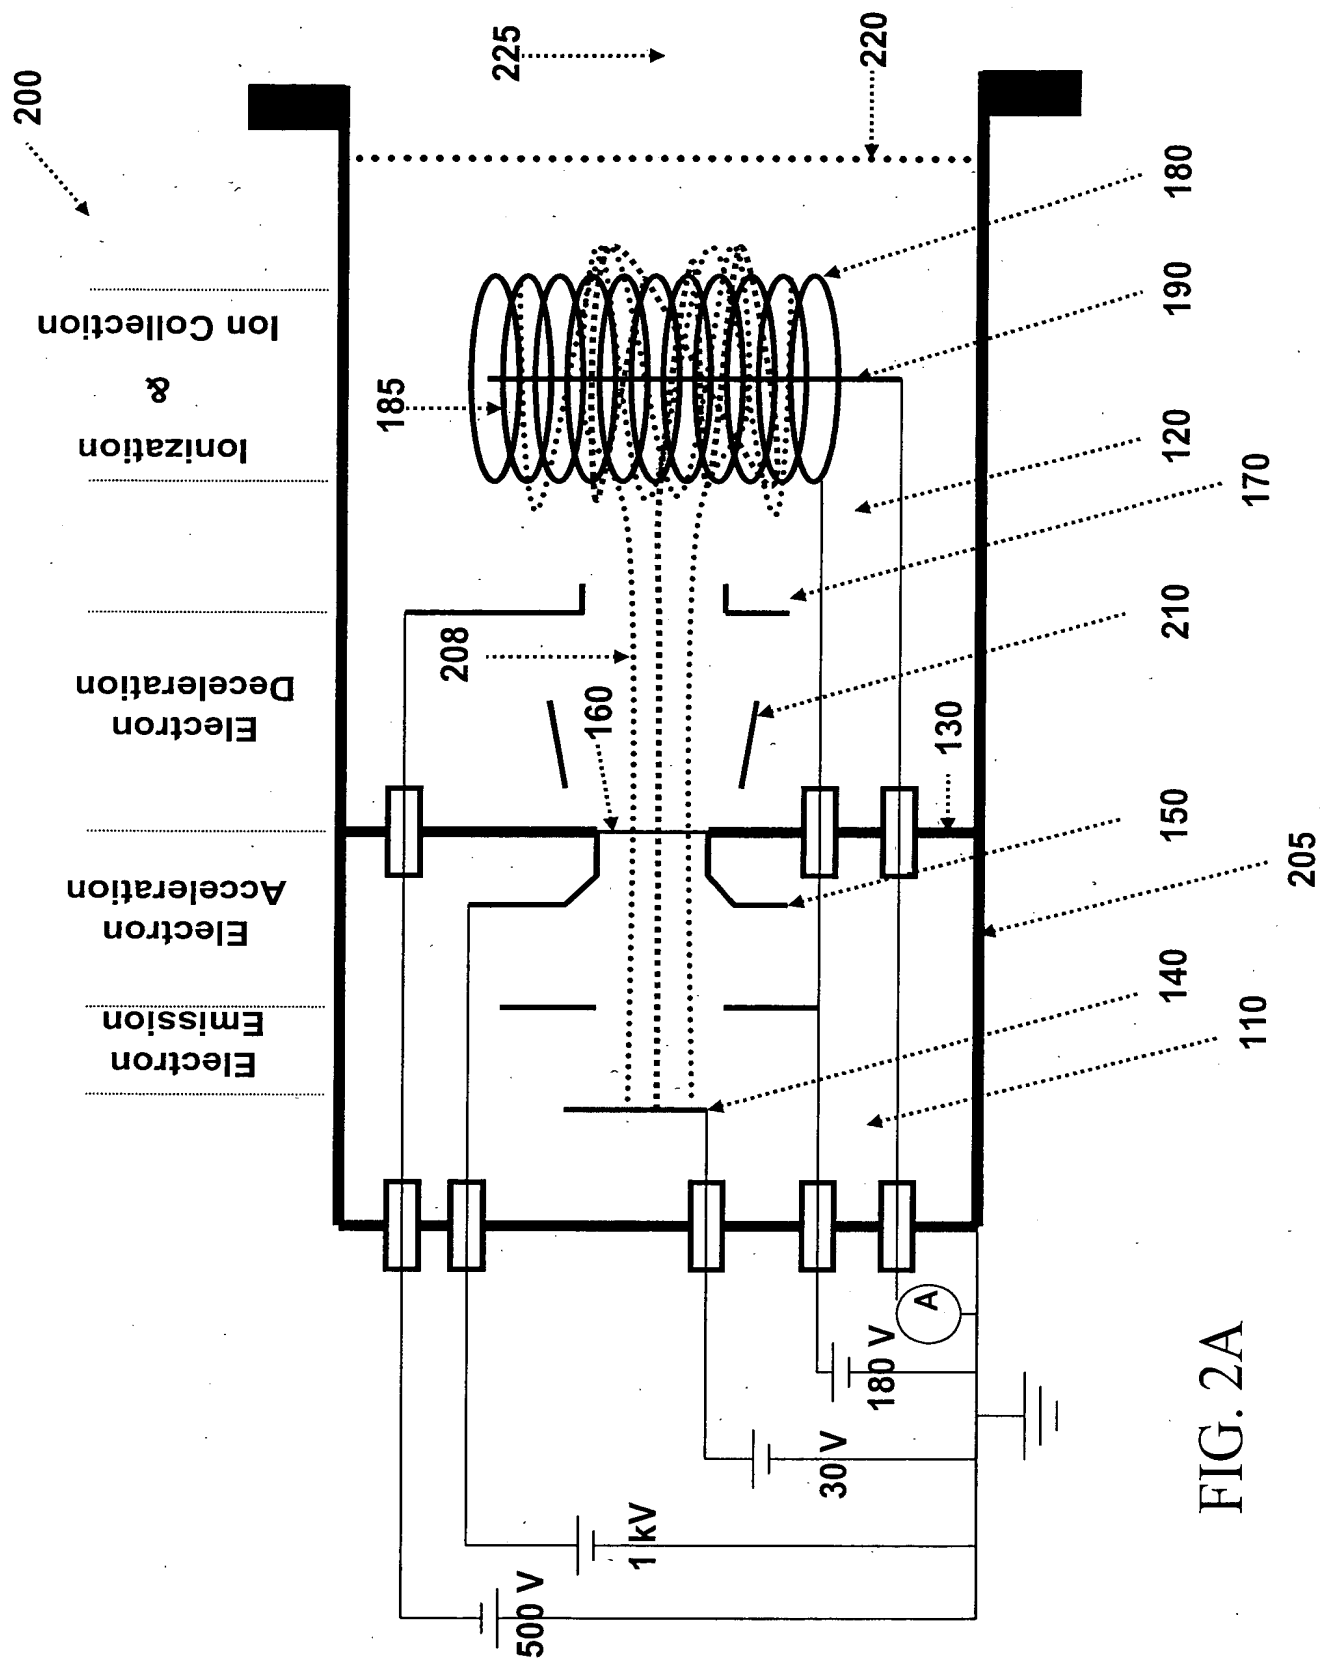 200
225
220
Ion Collection
&
Ionization
185
180
190
120
170
Electron
Deceleration
208
160
210
130
Electron
Acceleration
150
205
Electron
Emission
140
110
A
180 V
30 V
1 kV
500 V
FIG. 2A